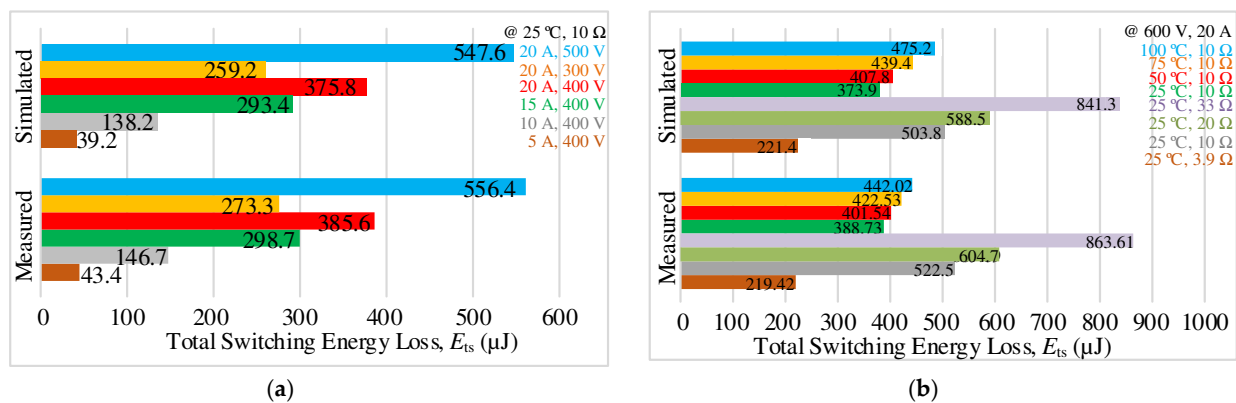 @ 25 ℃, 10 Ω
547.6
20 A, 500 V
259.2
20 A, 300 V
375.8
20 A, 400 V
293.4
15 A, 400 V
138.2
10 A, 400 V
39.2
5 A, 400 V
Simulated
556.4
273.3
385.6
298.7
146.7
43.4
Measured
0 100 200 300 400 500 600
Total Switching Energy Loss, Ets (μJ)
(a)
@ 600 V, 20 A
475.2
100 ℃, 10 Ω
439.4
75 ℃, 10 Ω
407.8
50 ℃, 10 Ω
373.9
25 ℃, 10 Ω
841.3
25 ℃, 33 Ω
588.5
25 ℃, 20 Ω
503.8
25 ℃, 10 Ω
221.4
25 ℃, 3.9 Ω
Simulated
442.02
422.53
401.54
388.73
863.61
604.7
522.5
219.42
Measured
0 100 200 300 400 500 600 700 800 900 1000
Total Switching Energy Loss, Ets (μJ)
(b)